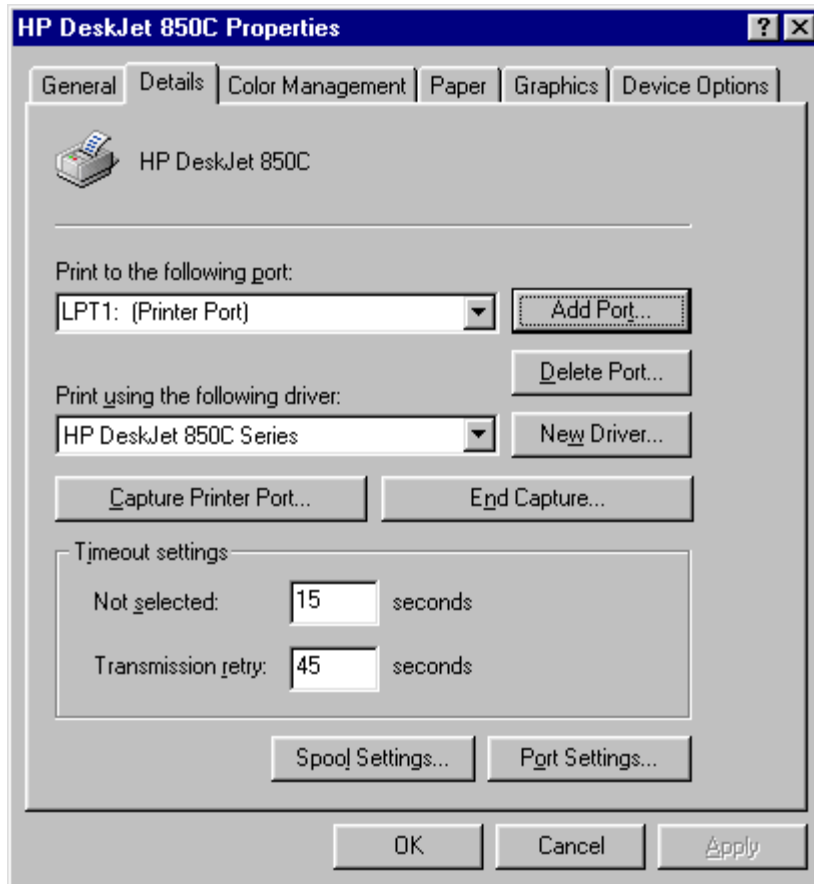 HP DeskJet 850C Properties
General Details Color Management Paper Graphics Device Options
HP DeskJet 850C
Print to the following port:
LPT1: (Printer Port) Add Port...
Delete Port...
Print using the following driver:
HP DeskJet 850C Series New Driver...
Capture Printer Port... End Capture...
Timeout settings
Not selected: 15 seconds
Transmission retry: 45 seconds
Spool Settings... Port Settings...
OK Cancel Apply